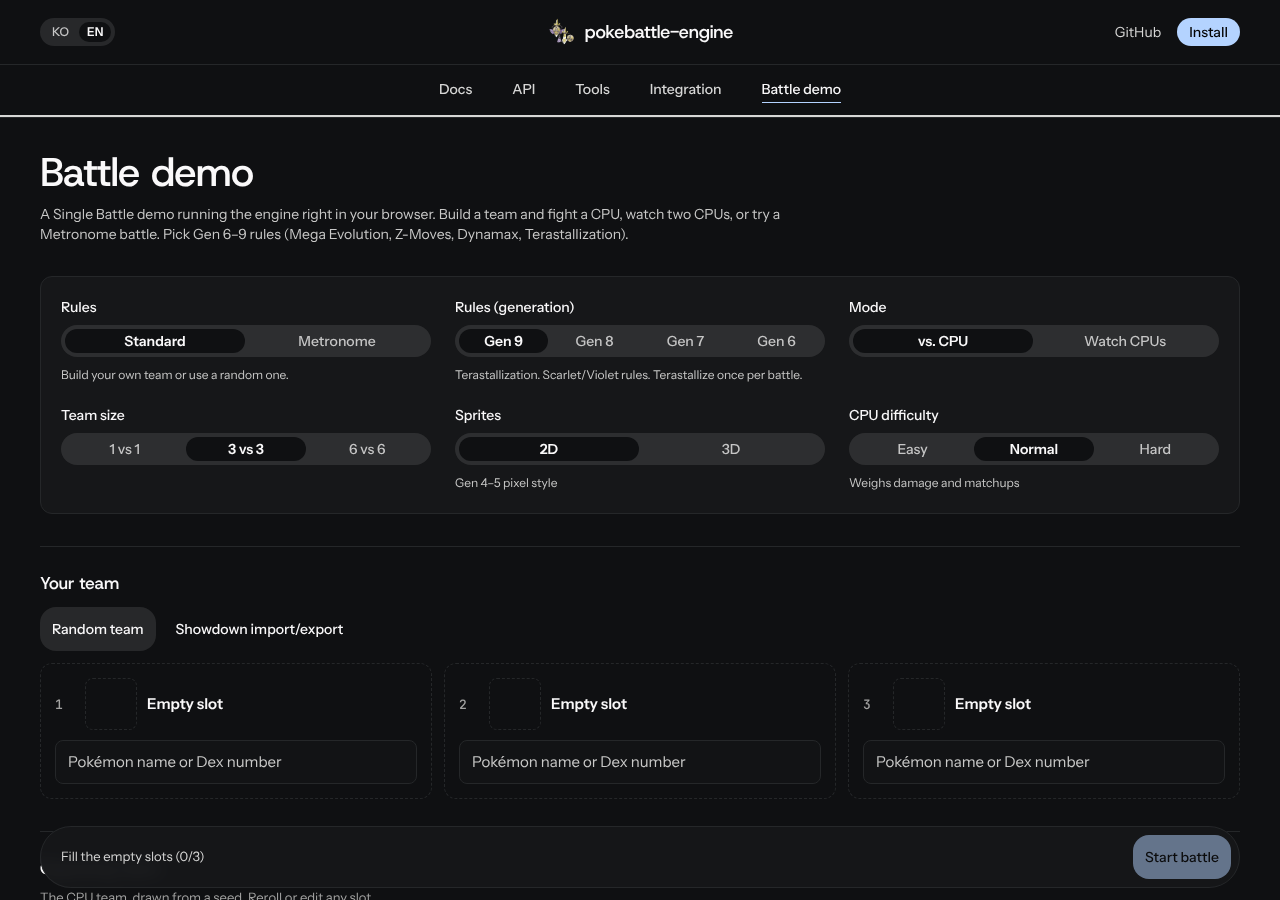 KO EN
pokebattle-engine
GitHub
Install
Docs
API
Tools
Integration
Battle demo
Battle demo
A Single Battle demo running the engine right in your browser. Build a team and fight a CPU, watch two CPUs, or try a
Metronome battle. Pick Gen 6–9 rules (Mega Evolution, Z-Moves, Dynamax, Terastallization).
Rules
Standard
Metronome
Build your own team or use a random one.
Rules (generation)
Gen 9
Gen 8
Gen 7
Gen 6
Terastallization. Scarlet/Violet rules. Terastallize once per battle.
Mode
vs. CPU
Watch CPUs
Team size
1 vs 1
3 vs 3
6 vs 6
Sprites
2D
3D
Gen 4–5 pixel style
CPU difficulty
Easy
Normal
Hard
Weighs damage and matchups
Your team
Random team
Showdown import/export
1
Empty slot
Pokémon name or Dex number
2
Empty slot
Pokémon name or Dex number
3
Empty slot
Pokémon name or Dex number
Fill the empty slots (0/3)
Start battle
The CPU team, drawn from a seed. Reroll or edit any slot.